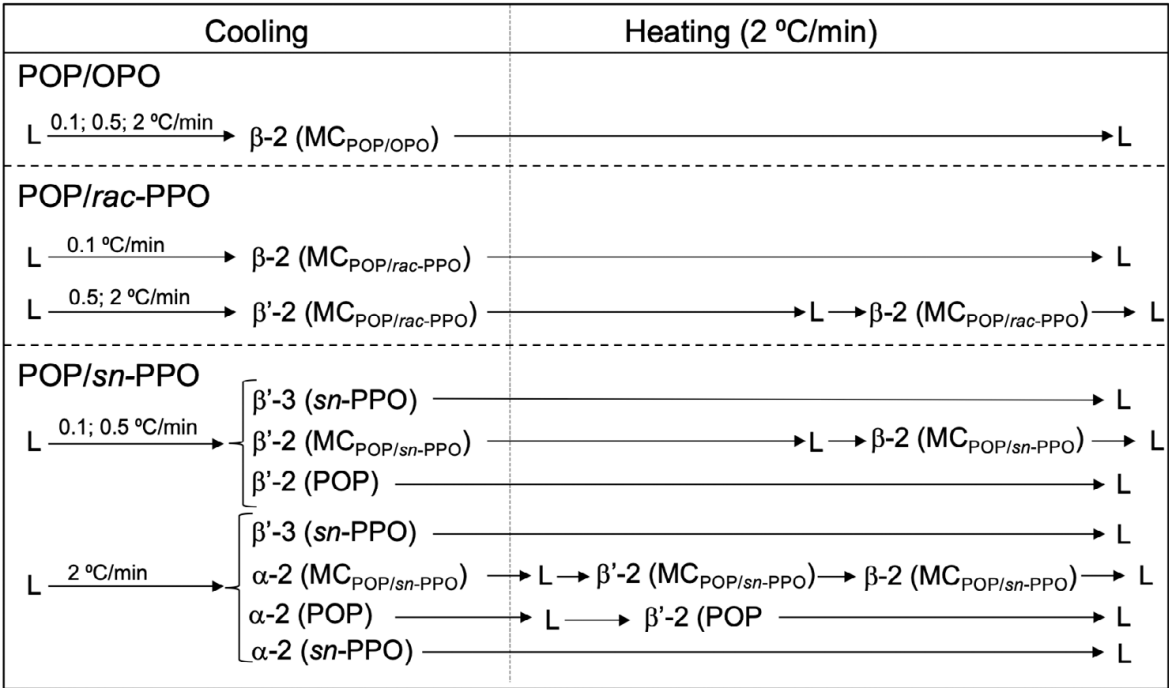 Cooling Heating (2 ºC/min)
POP/OPO
L 0.1; 0.5; 2 ºC/min β-2 (MCPOP/OPO) L
POP/rac-PPO
L 0.1 ºC/min β-2 (MCPOP/rac-PPO) L
L 0.5; 2 ºC/min β'-2 (MCPOP/rac-PPO) L β-2 (MCPOP/rac-PPO) L
POP/sn-PPO
β'-3 (sn-PPO) L
L 0.1; 0.5 ºC/min β'-2 (MCPOP/sn-PPO) L β-2 (MCPOP/sn-PPO) L
β'-2 (POP) L
β'-3 (sn-PPO) L
L 2 ºC/min α-2 (MCPOP/sn-PPO) L β'-2 (MCPOP/sn-PPO) β-2 (MCPOP/sn-PPO) L
α-2 (POP) L β'-2 (POP L
α-2 (sn-PPO) L